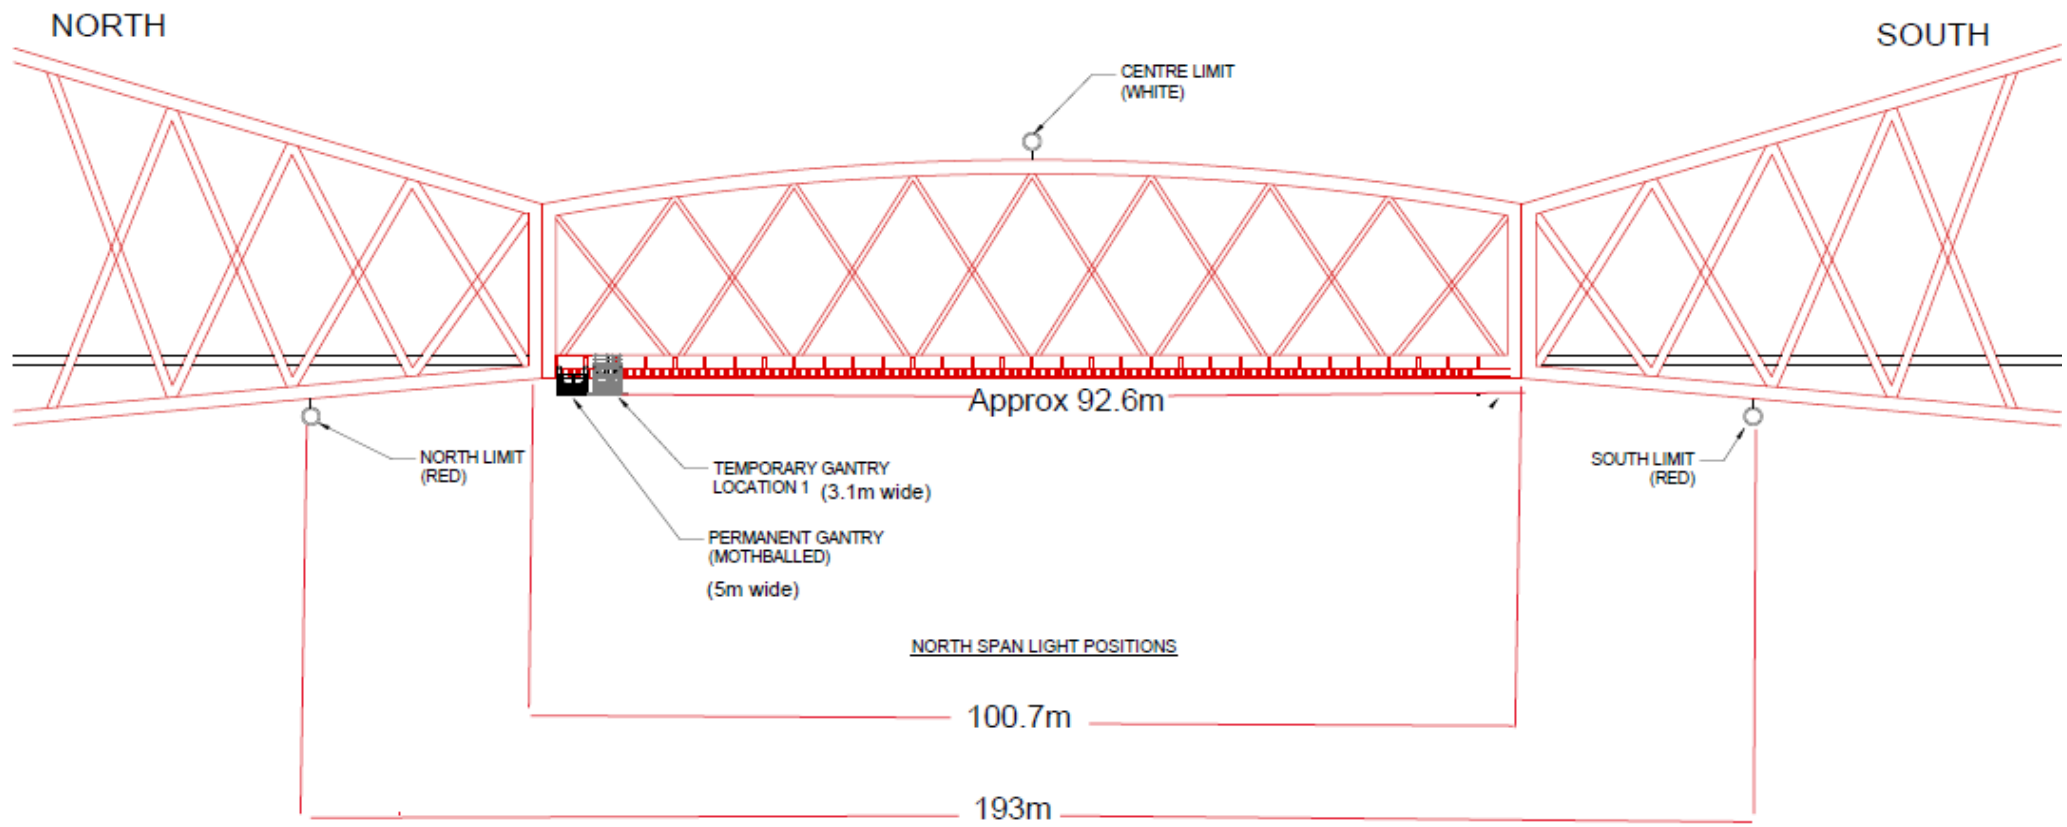 NORTH
SOUTH
CENTRE LIMIT
(WHITE)
Approx 92.6m
NORTH LIMIT
(RED)
TEMPORARY GANTRY
LOCATION 1 (3.1m wide)
SOUTH LIMIT
(RED)
PERMANENT GANTRY
(MOTHBALLED)
(5m wide)
NORTH SPAN LIGHT POSITIONS
100.7m
193m